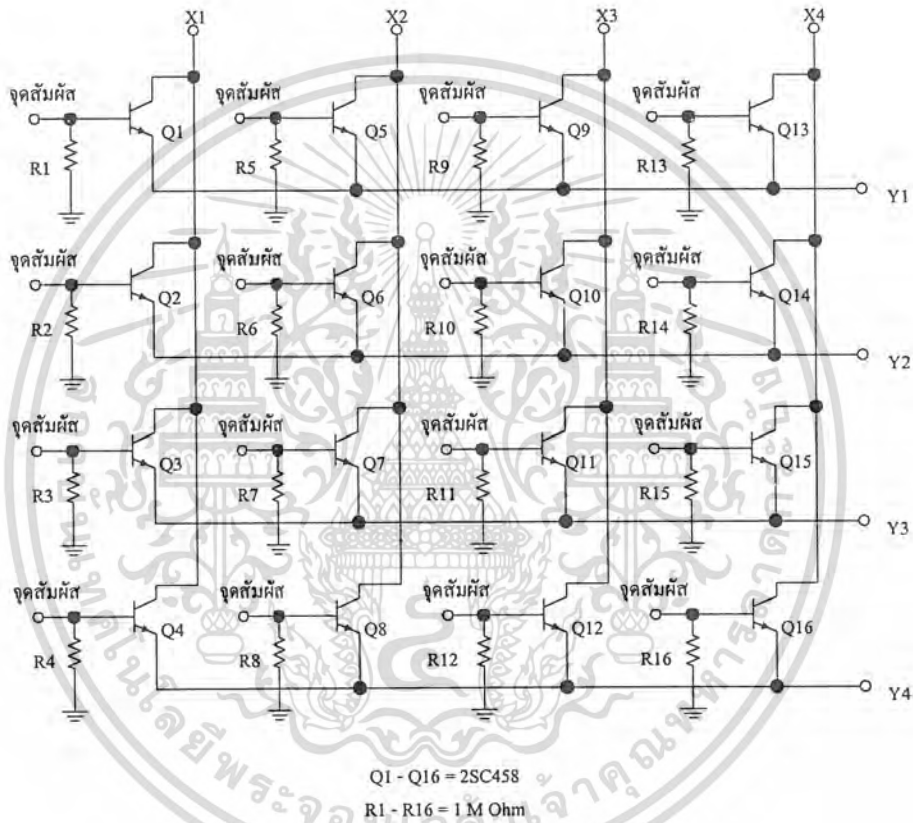 X1 X2 X3 X4
จุดสัมผัส จุดสัมผัส จุดสัมผัส จุดสัมผัส
Q1 Q5 Q9 Q13
R1 R5 R9 R13
Y1
จุดสัมผัส จุดสัมผัส จุดสัมผัส จุดสัมผัส
Q2 Q6 Q10 Q14
R2 R6 R10 R14
Y2
จุดสัมผัส จุดสัมผัส จุดสัมผัส จุดสัมผัส
Q3 Q7 Q11 Q15
R3 R7 R11 R15
Y3
จุดสัมผัส จุดสัมผัส จุดสัมผัส จุดสัมผัส
Q4 Q8 Q12 Q16
R4 R8 R12 R16
Y4
Q1 - Q16 = 2SC458
R1 - R16 = 1 M Ohm